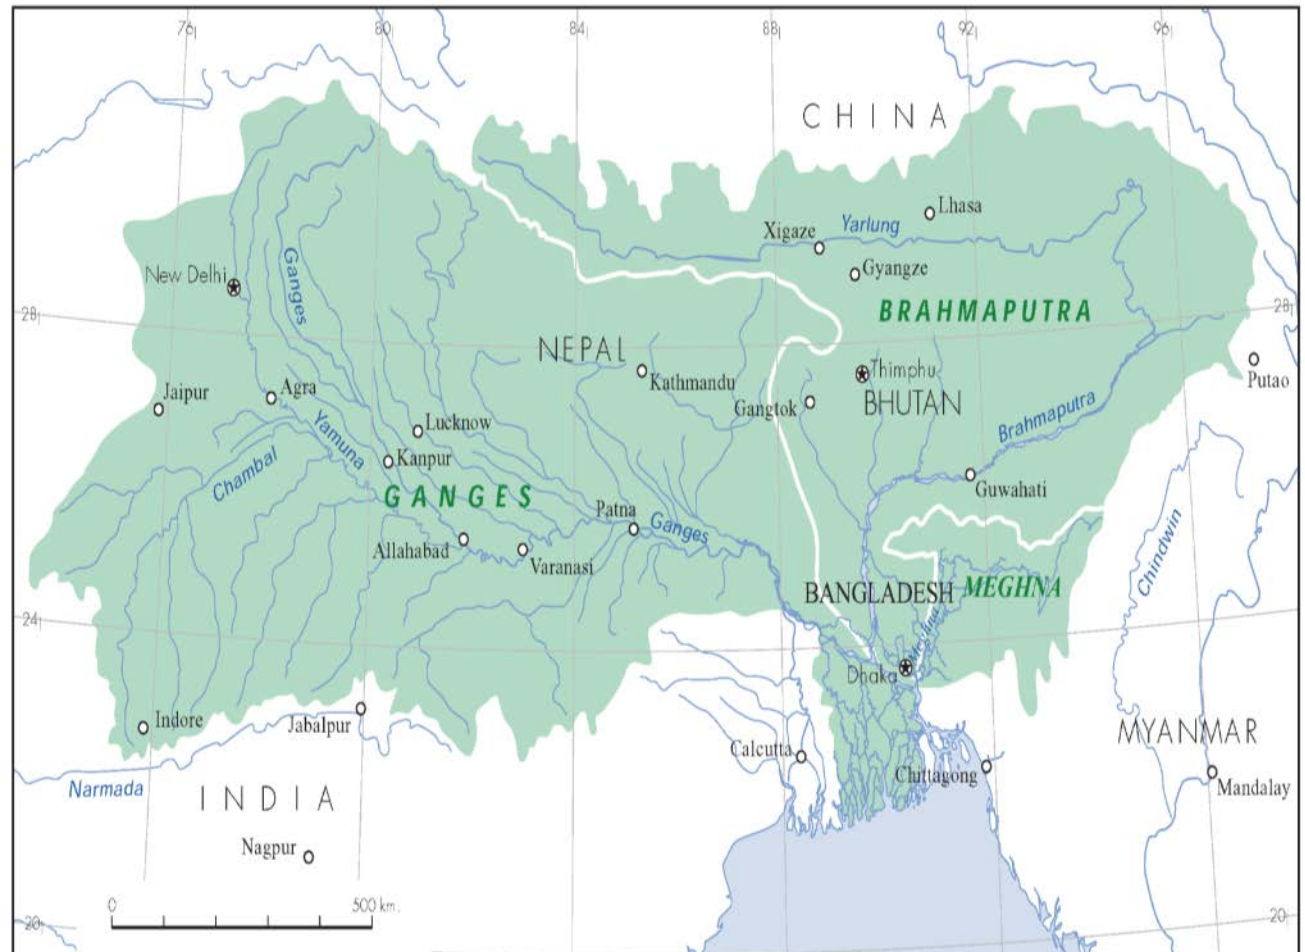 76
80
84
88
92
96
CHINA
Lhasa
Yarlung
Xigaze
Gyangze
New Delhi
Ganges
28
28
BRAHMAPUTRA
NEPAL
Kathmandu
Thimphu
Putao
Jaipur
Agra
Gangtok
BHUTAN
Brahmaputra
Lucknow
Yamuna
Kanpur
Chambal
GANGES
Guwahati
Patna
Ganges
Allahabad
Varanasi
Chindwin
BANGLADESH
MEGHNA
24
Meghna
Dhaka
Indore
Jabalpur
MYANMAR
Calcutta
Chittagong
Narmada
Mandalay
INDIA
Nagpur
0
500 km.
20
20